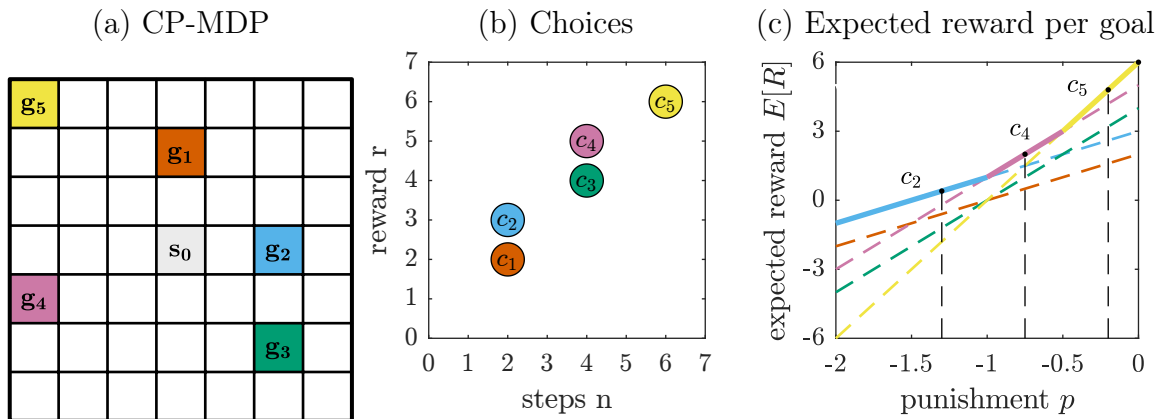 (a) CP-MDP
g5
g1
s0
g2
g4
g3
(b) Choices
reward r
7
6
5
4
3
2
1
0
c5
c4
c3
c2
c1
0 1 2 3 4 5 6 7
steps n
(c) Expected reward per goal
expected reward E[R]
6
3
0
-3
-6
c5
c4
c2
-2 -1.5 -1 -0.5 0
punishment p